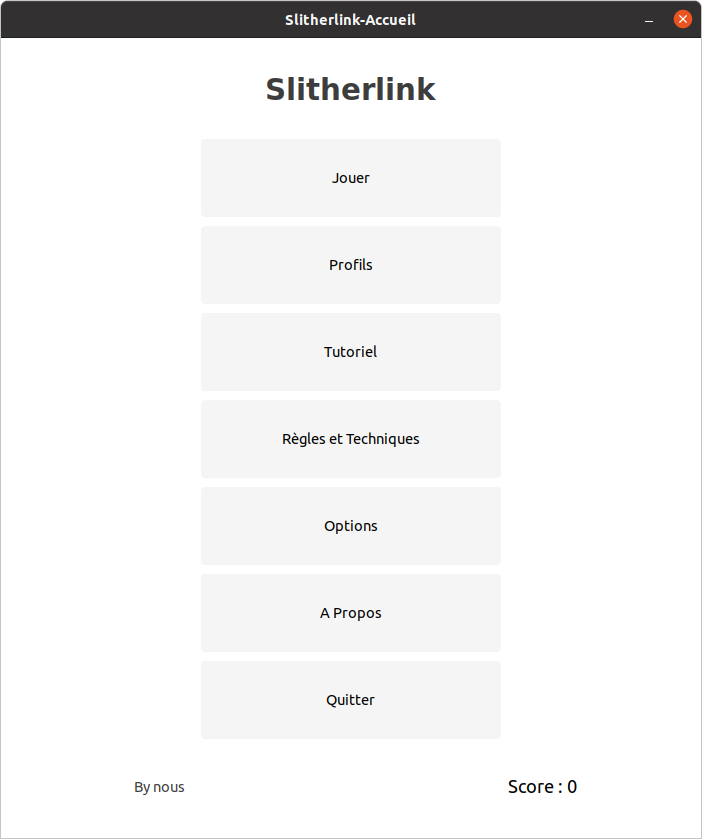 Slitherlink-Accueil
Slitherlink
Jouer
Profils
Tutoriel
Règles et Techniques
Options
A Propos
Quitter
By nous
Score : 0